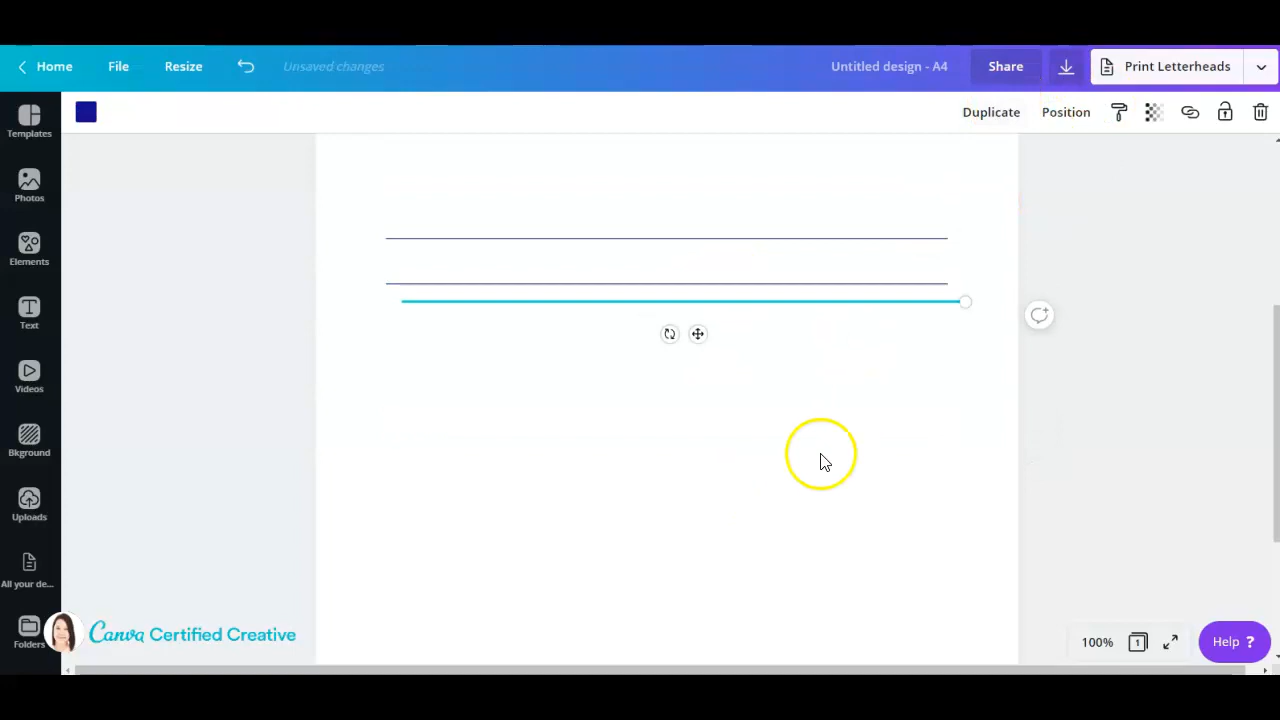 Home File Resize Unsaved changes Untitled design - A4 Share Print Letterheads
Duplicate Position
Templates
Photos
Elements
Text
Videos
Bkground
Uploads
All your de...
Folders
Canva Certified Creative
100% 1 Help ?